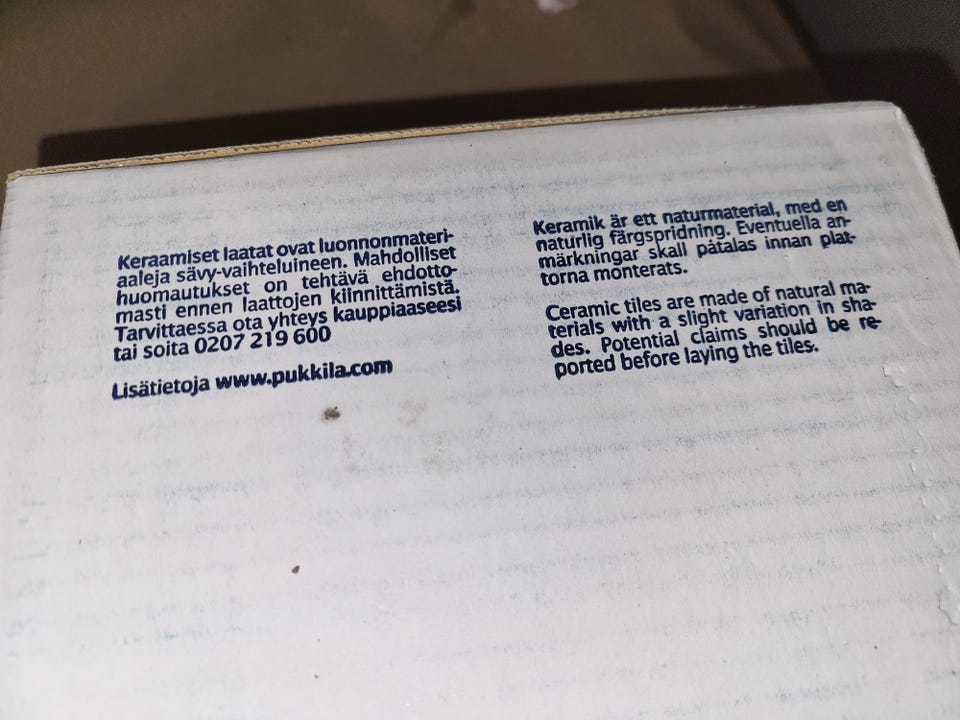 Keraamiset laatat ovat luonnonmateri-
aaleja sävy-vaihteluineen. Mahdolliset
huomautukset on tehtävä ehdotto-
masti ennen laattojen kiinnittämistä.
Tarvittaessa ota yhteys kauppiaaseesi
tai soita 0207 219 600
Lisätietoja www.pukkila.com
Keramik är ett naturmaterial, med en
naturlig färgspridning. Eventuella an-
märkningar skall påtalas innan plat-
torna monterats.
Ceramic tiles are made of natural ma-
terials with a slight variation in sha-
des. Potential claims should be re-
ported before laying the tiles.